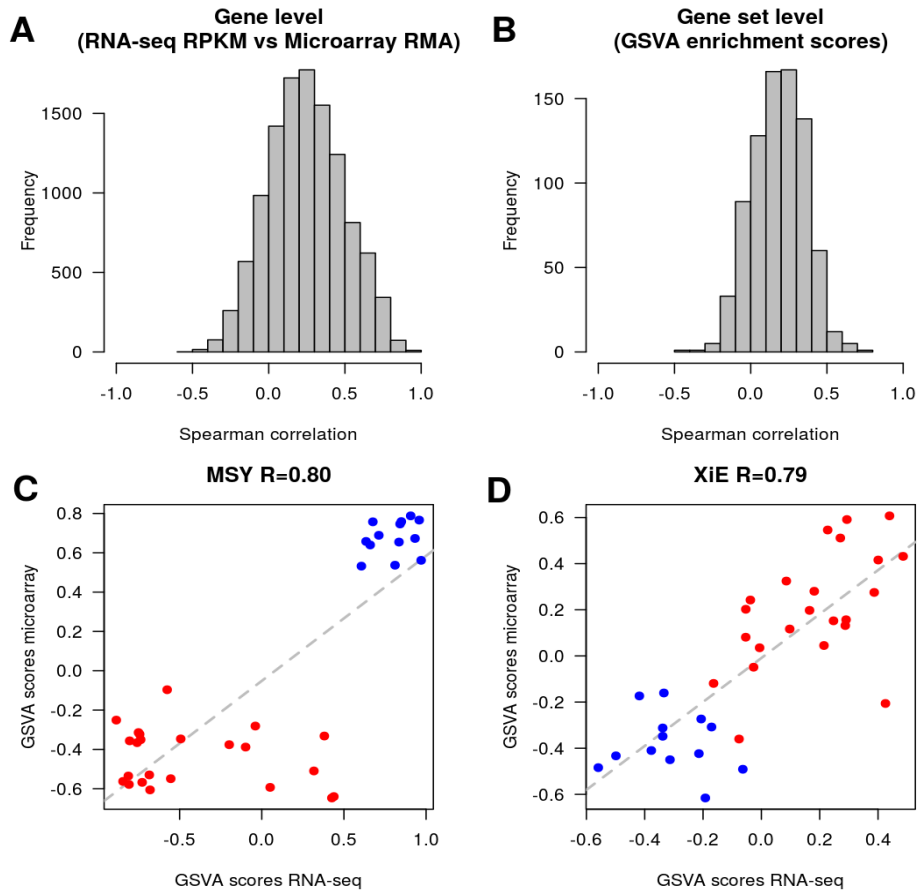 A
Gene level
(RNA-seq RPKM vs Microarray RMA)
Frequency
1500
1000
500
0
-1.0 -0.5 0.0 0.5 1.0
Spearman correlation
B
Gene set level
(GSVA enrichment scores)
Frequency
150
100
50
0
-1.0 -0.5 0.0 0.5 1.0
Spearman correlation
C
MSY R=0.80
GSVA scores microarray
0.8
0.6
0.4
0.2
0.0
-0.2
-0.4
-0.6
-0.5 0.0 0.5 1.0
GSVA scores RNA-seq
D
XiE R=0.79
GSVA scores microarray
0.6
0.4
0.2
0.0
-0.2
-0.4
-0.6
-0.6 -0.4 -0.2 0.0 0.2 0.4
GSVA scores RNA-seq